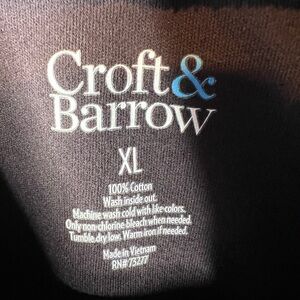 Croft&
Barrow
XL
100% Cotton
Wash inside out.
Machine wash cold with like colors.
Only non-chlorine bleach when needed.
Tumble dry low. Warm iron if needed.
Made in Vietnam
RN# 73277